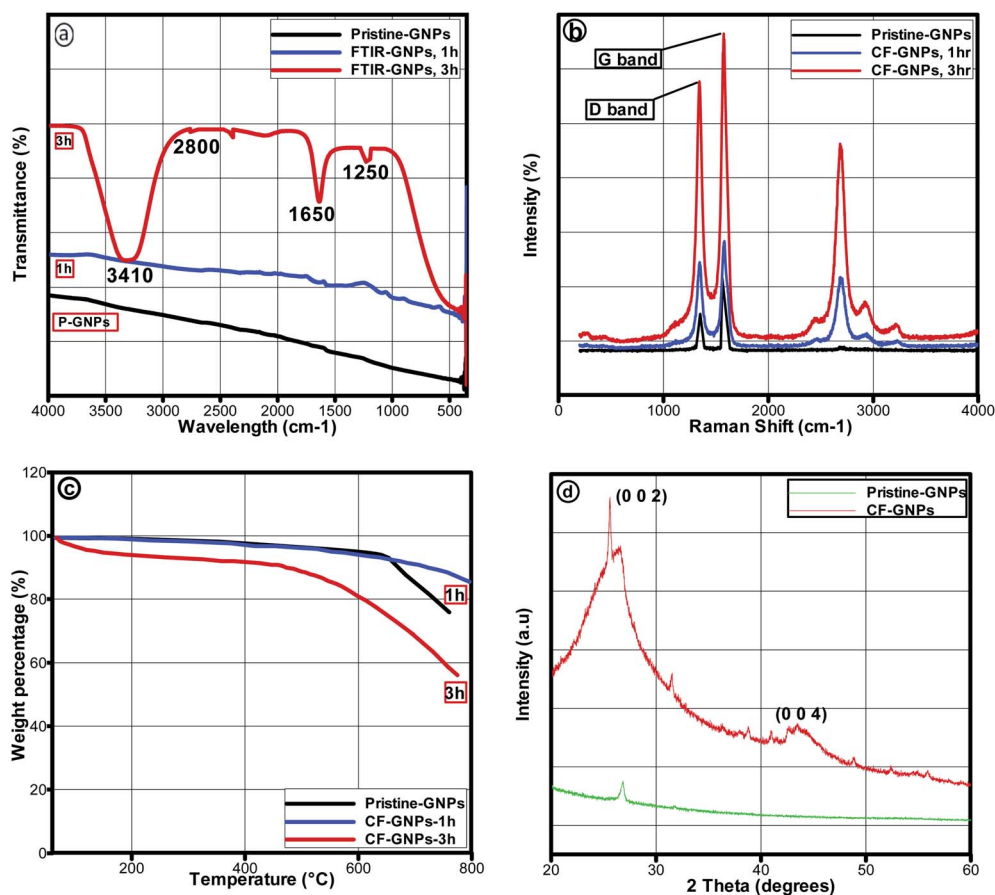 a
Pristine-GNPs
FTIR-GNPs, 1h
FTIR-GNPs, 3h
3h
2800
1250
1650
1h
3410
P-GNPs
Transmittance (%)
4000 3500 3000 2500 2000 1500 1000 500
Wavelength (cm-1)
b
Pristine-GNPs
CF-GNPs, 1hr
CF-GNPs, 3hr
G band
D band
Intensity (%)
0 1000 2000 3000 4000
Raman Shift (cm-1)
c
120
100
80
60
40
20
0
1h
3h
Pristine-GNPs
CF-GNPs-1h
CF-GNPs-3h
Weight percentage (%)
200 400 600 800
Temperature (°C)
d
(0 0 2)
Pristine-GNPs
CF-GNPs
(0 0 4)
Intensity (a.u)
20 30 40 50 60
2 Theta (degrees)